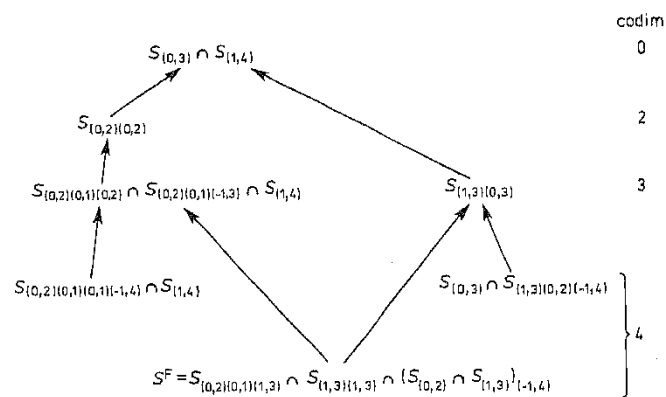 codim
S_{(0,3)} ∩ S_{(1,4)} 0
S_{(0,2)(0,2)} 2
S_{(0,2)(0,1)(0,2)} ∩ S_{(0,2)(0,1)(-1,3)} ∩ S_{(1,4)} S_{(1,3)(0,3)} 3
S_{(0,2)(0,1)(0,1)(-1,4)} ∩ S_{(1,4)} S_{(0,3)} ∩ S_{(1,3)(0,2)(-1,4)}
4
S^F = S_{(0,2)(0,1)(1,3)} ∩ S_{(1,3)(1,3)} ∩ (S_{(0,2)} ∩ S_{(1,3)})_{(-1,4)}